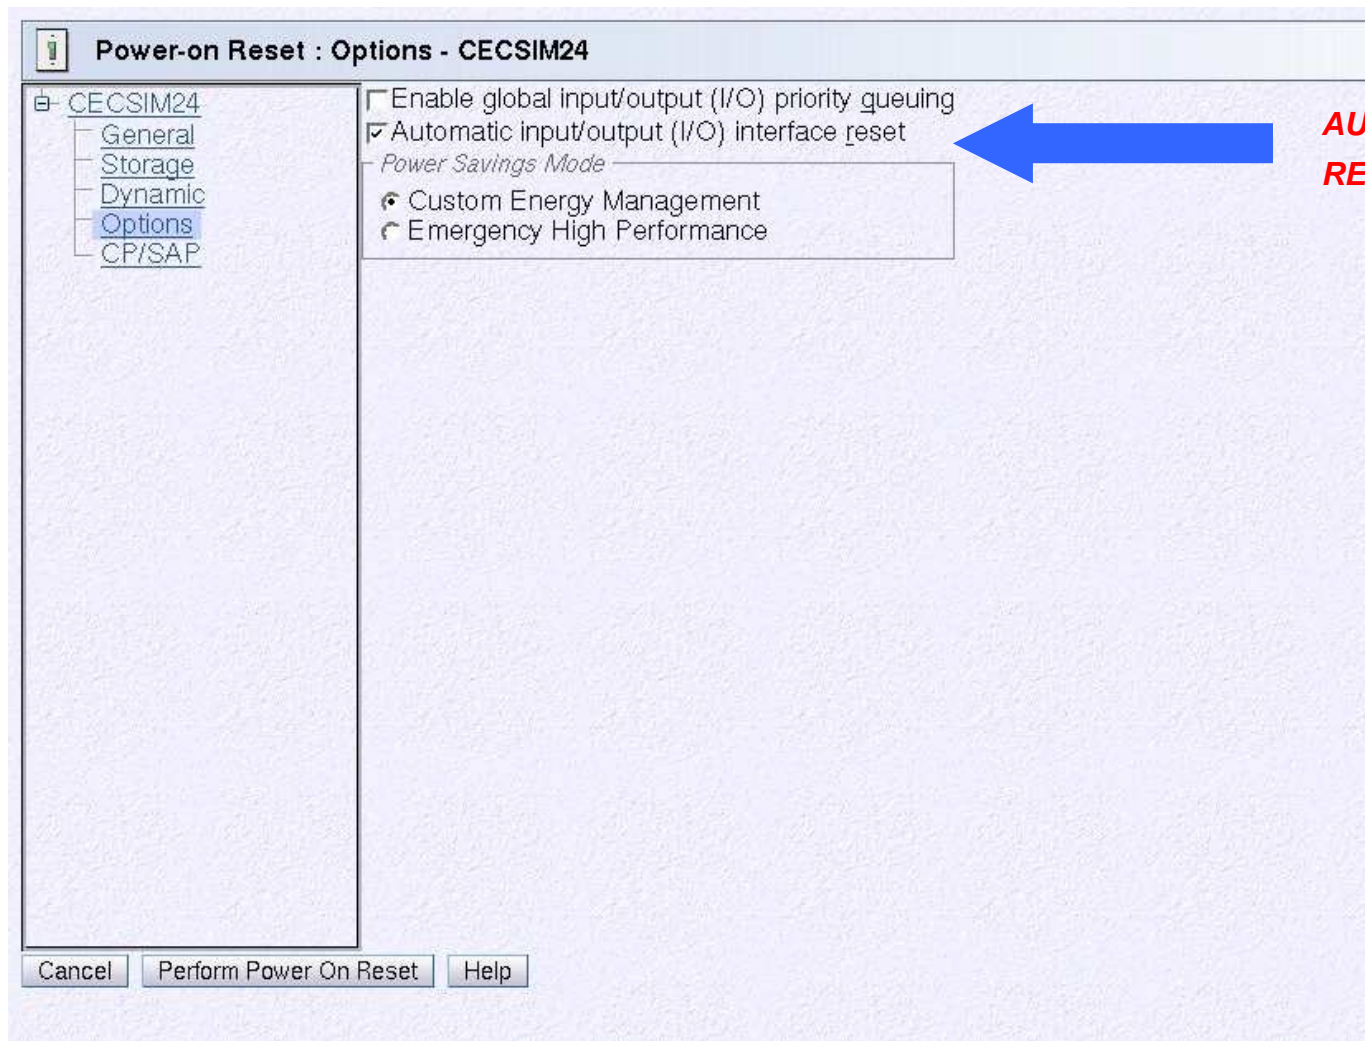 Power-on Reset : Options - CECSIM24
CECSIM24
General
Storage
Dynamic
Options
CP/SAP
Enable global input/output (I/O) priority queuing
Automatic input/output (I/O) interface reset
Power Savings Mode
Custom Energy Management
Emergency High Performance
AU
RE
Cancel
Perform Power On Reset
Help